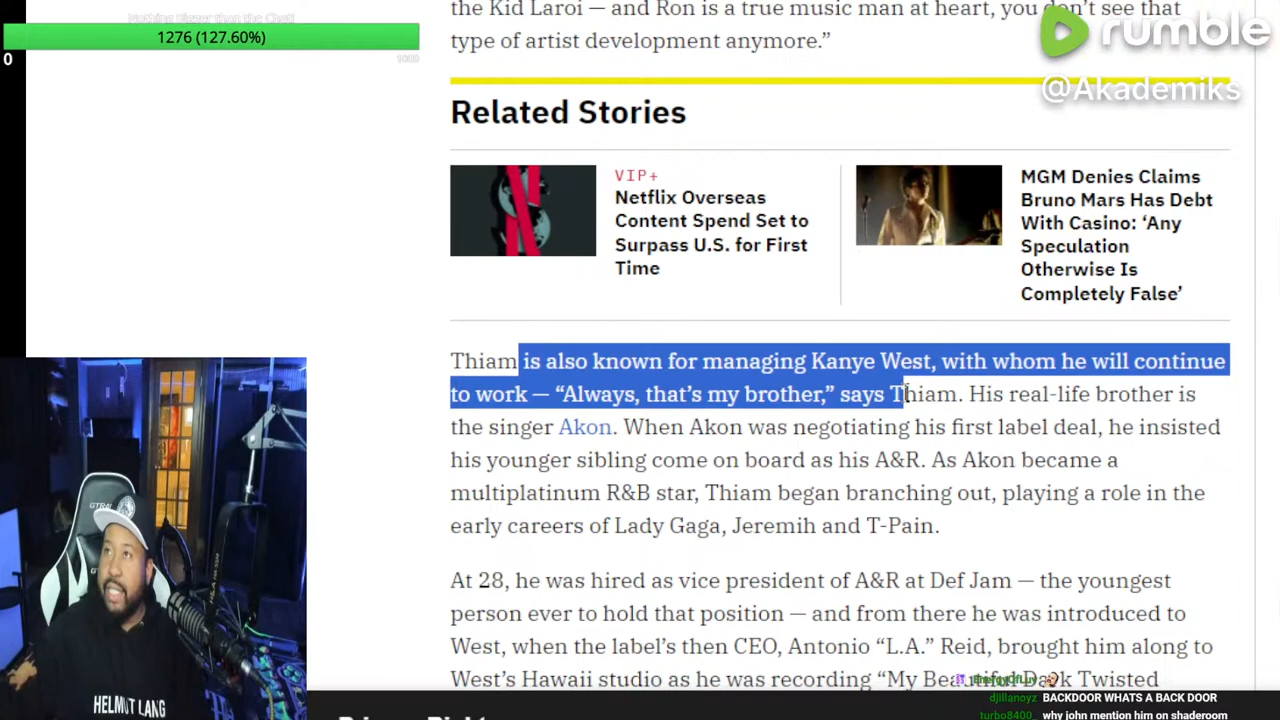 Nothing Bigger than the Chat!
1276 (127.60%)
0
1000
the Kid Laroi — and Ron is a true music man at heart, you don't see that
type of artist development anymore.”
rumble
@Akademiks
Related Stories
VIP+
Netflix Overseas
Content Spend Set to
Surpass U.S. for First
Time
MGM Denies Claims
Bruno Mars Has Debt
With Casino: ‘Any
Speculation
Otherwise Is
Completely False’
Thiam is also known for managing Kanye West, with whom he will continue
to work — “Always, that’s my brother,” says Thiam. His real-life brother is
the singer Akon. When Akon was negotiating his first label deal, he insisted
his younger sibling come on board as his A&R. As Akon became a
multiplatinum R&B star, Thiam began branching out, playing a role in the
early careers of Lady Gaga, Jeremih and T-Pain.
At 28, he was hired as vice president of A&R at Def Jam — the youngest
person ever to hold that position — and from there he was introduced to
West, when the label’s then CEO, Antonio “L.A.” Reid, brought him along to
West’s Hawaii studio as he was recording “My Beautiful Dark Twisted
EnergyOfLuv
djillanoyz BACKDOOR WHATS A BACK DOOR
turbo8400_ why john mention him on shaderoom
HELMUT LANG